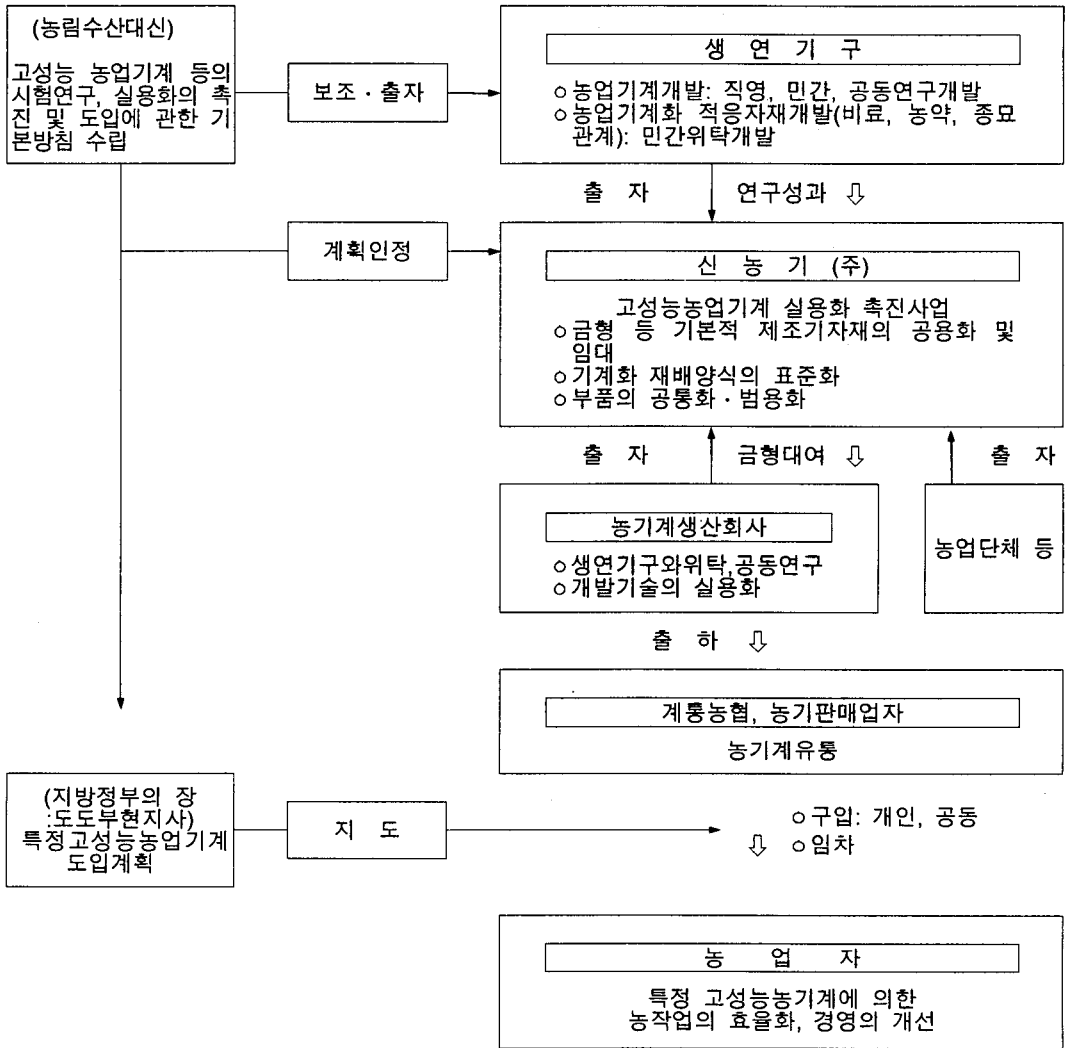 (농림수산대신)
고성능 농업기계 등의
시험연구, 실용화의 촉
진 및 도입에 관한 기
본방침 수립
보조·출자
생 연 기 구
○농업기계개발: 직영, 민간, 공동연구개발
○농업기계화 적응자재개발(비료, 농약, 종묘
관계): 민간위탁개발
출 자 연구성과 ⇩
계획인정
신 농 기 (주)
고성능농업기계 실용화 촉진사업
○금형 등 기본적 제조기자재의 공용화 및
임대
○기계화 재배양식의 표준화
○부품의 공통화·범용화
출 자 금형대여 ⇩ 출 자
농기계생산회사
○생연기구와위탁,공동연구
○개발기술의 실용화
농업단체 등
출 하 ⇩
계통농협, 농기판매업자
농기계유통
(지방정부의 장
:도도부현지사)
특정고성능농업기계
도입계획
지 도
○구입: 개인, 공동
⇩ ○임차
농 업 자
특정 고성능농기계에 의한
농작업의 효율화, 경영의 개선